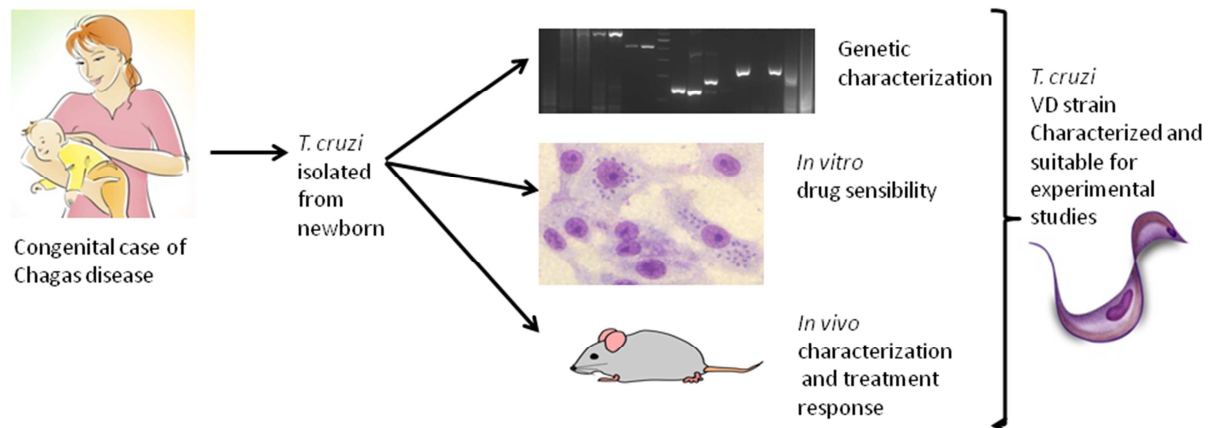 Congenital case of
Chagas disease
T. cruzi
isolated
from
newborn
Genetic
characterization
In vitro
drug sensibility
In vivo
characterization
and treatment
response
T. cruzi
VD strain
Characterized and
suitable for
experimental
studies